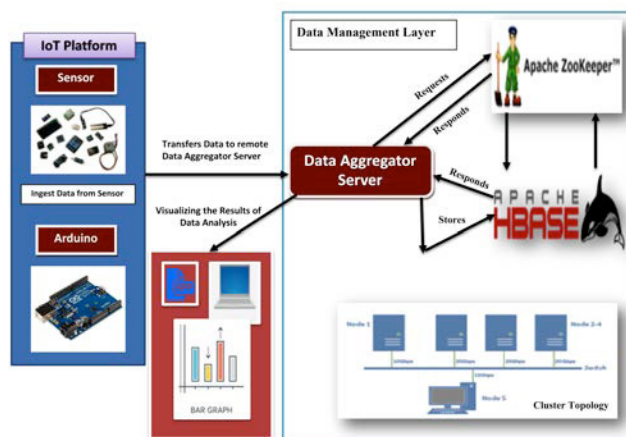 IoT Platform
Sensor
Ingest Data from Sensor
Arduino
Transfers Data to remote
Data Aggregator Server
Visualizing the Results of
Data Analysis
BAR GRAPH
Data Management Layer
Requests
Responds
Apache ZooKeeper™
Data Aggregator
Server
Responds
Stores
APACHE
HBASE
Node 1
Node 2-4
Switch
Node 5
Cluster Topology